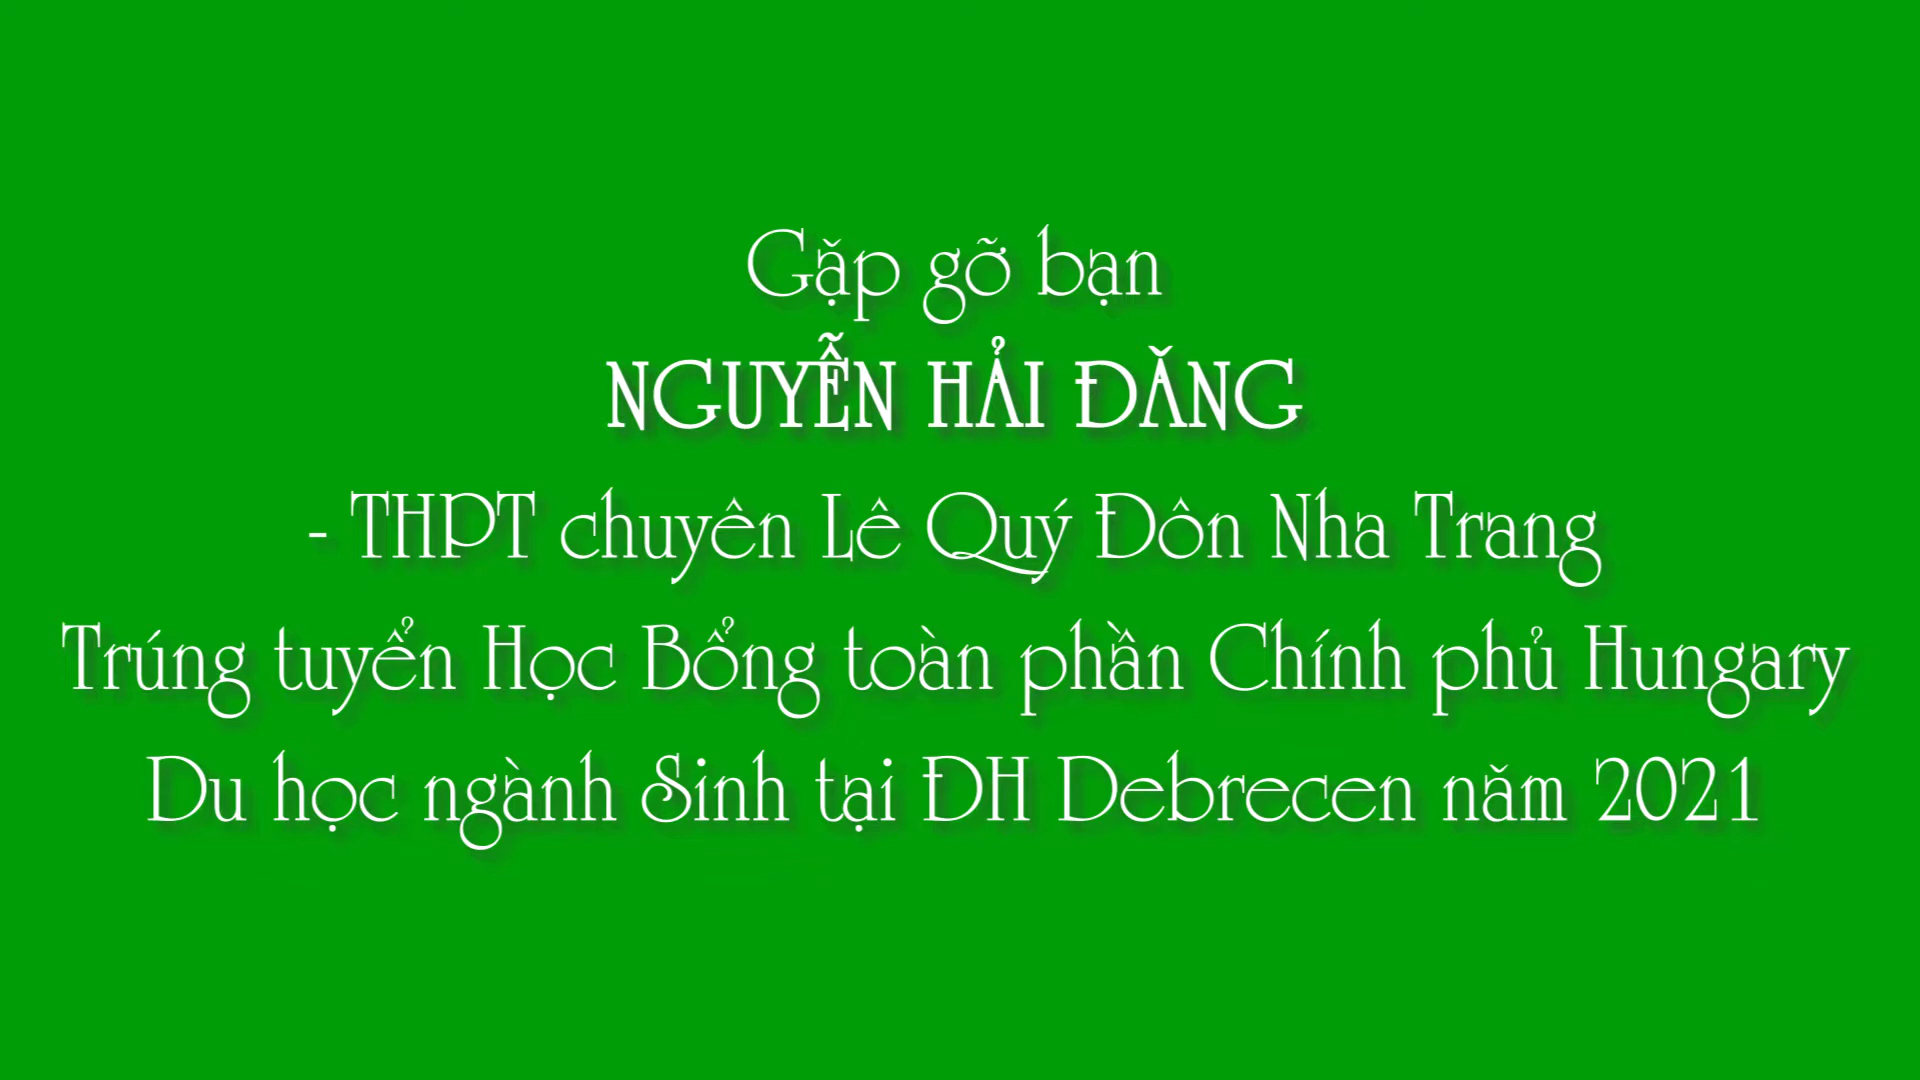 Gặp gỡ bạn
NGUYỄN HẢI ĐĂNG
- THPT chuyên Lê Quý Đôn Nha Trang
Trúng tuyển Học Bổng toàn phần Chính phủ Hungary
Du học ngành Sinh tại ĐH Debrecen năm 2021